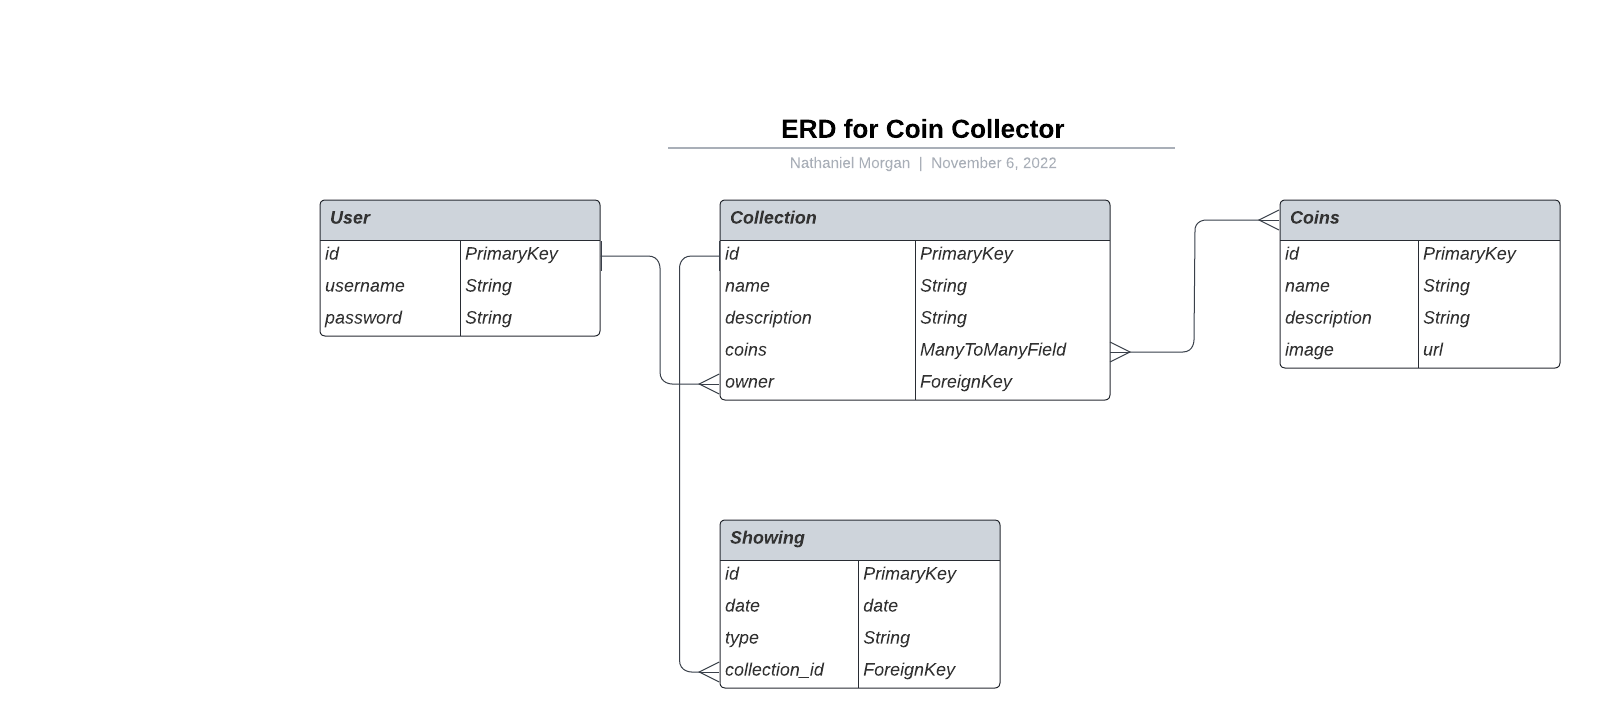 ERD for Coin Collector
Nathaniel Morgan | November 6, 2022
User
id PrimaryKey
username String
password String
Collection
id PrimaryKey
name String
description String
coins ManyToManyField
owner ForeignKey
Coins
id PrimaryKey
name String
description String
image url
Showing
id PrimaryKey
date date
type String
collection_id ForeignKey